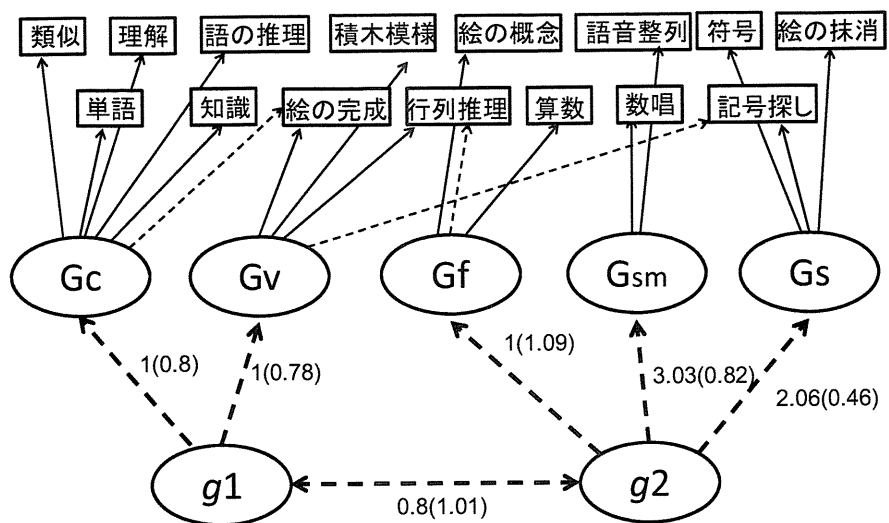 類似 理解 語の推理 積木模様 絵の概念 語音整列 符号 絵の抹消
単語 知識 絵の完成 行列推理 算数 数唱 記号探し
Gc Gv Gf Gsm Gs
1(0.8) 1(0.78) 1(1.09) 3.03(0.82) 2.06(0.46)
g1 g2
0.8(1.01)